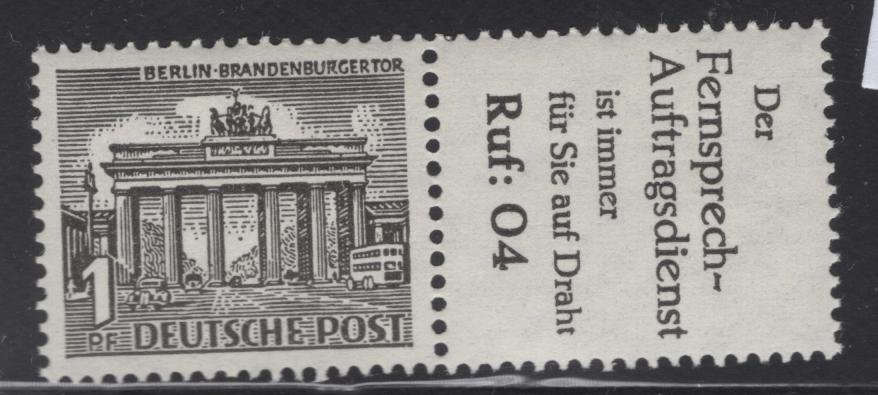 BERLIN·BRANDENBURGERTOR
1
PF DEUTSCHE POST
Der
Fernsprech-
Auftragsdienst
ist immer
für Sie auf Draht
Ruf: 04